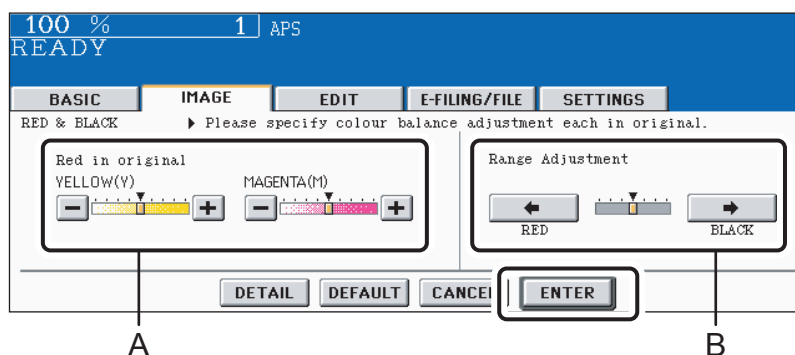 100 % 1 APS
READY
BASIC IMAGE EDIT E-FILING/FILE SETTINGS
RED & BLACK Please specify colour balance adjustment each in original.
Red in original Range Adjustment
YELLOW(Y) MAGENTA(M)
RED BLACK
DETAIL DEFAULT CANCEL ENTER
A B